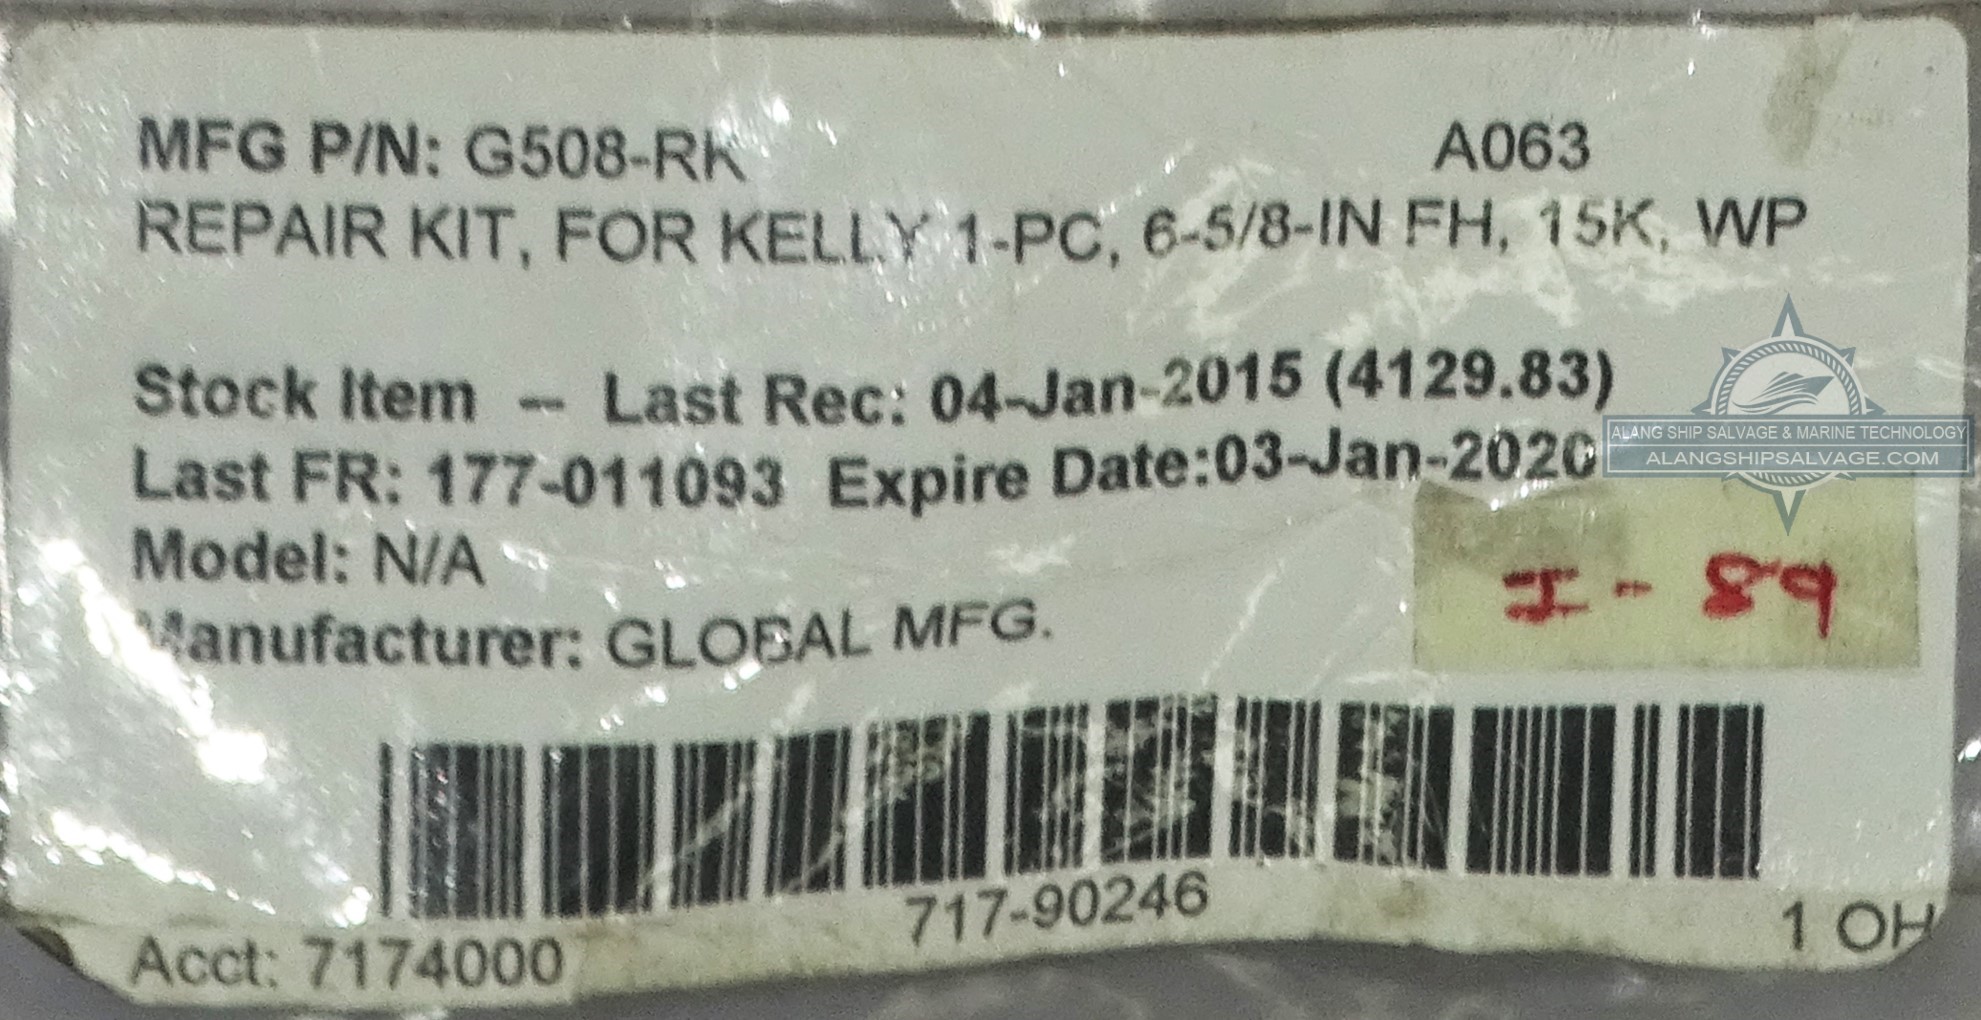 MFG P/N: G508-RK A063
REPAIR KIT, FOR KELLY 1-PC, 6-5/8-IN FH, 15K, WP
Stock Item -- Last Rec: 04-Jan-2015 (4129.83)
Last FR: 177-011093 Expire Date:03-Jan-2020
ALANG SHIP SALVAGE & MARINE TECHNOLOGY
ALANGSHIPSALVAGE.COM
Model: N/A
I - 89
Manufacturer: GLOBAL MFG.
717-90246
Acct: 7174000
1 OH